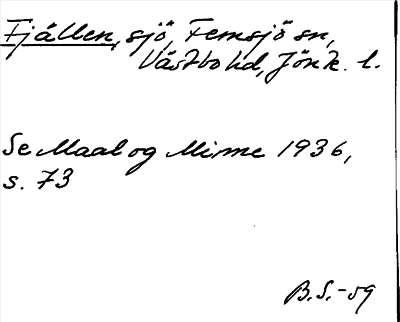 Fjällen, sjö, Femsjö sn,
Västbo hd, Jönk. l.
Se Maal og Minne 1936,
s. 73
B.S.-59